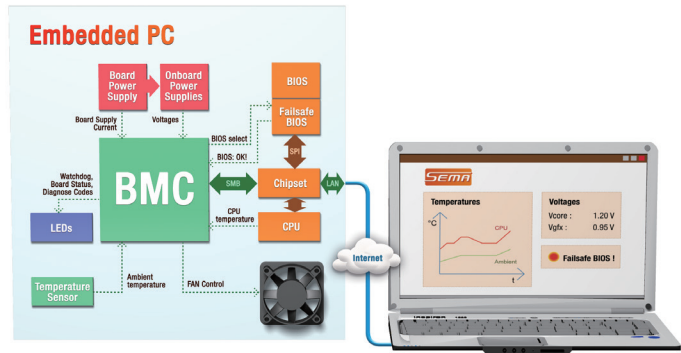 Embedded PC
Board
Power
Supply
Onboard
Power
Supplies
BIOS
Failsafe
BIOS
Board Supply
Current
Voltages
BIOS select
BIOS: OK!
SPI
BMC
SMB
Chipset
LAN
Watchdog,
Board Status,
Diagnose Codes
LEDs
CPU
temperature
CPU
Internet
Temperature
Sensor
Ambient
temperature
FAN Control
SEMA
Temperatures
°C
CPU
Ambient
t
Voltages
Vcore : 1.20 V
Vgfx : 0.95 V
Failsafe BIOS !